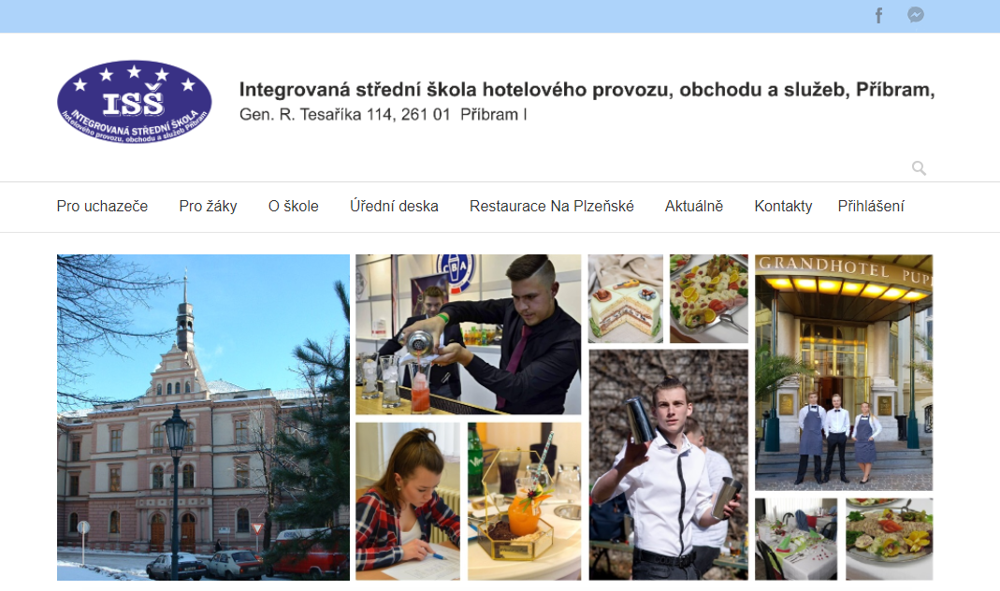 ISŠ
INTEGROVANÁ STŘEDNÍ ŠKOLA
hotelového provozu, obchodu a služeb Příbram
Integrovaná střední škola hotelového provozu, obchodu a služeb, Příbram,
Gen. R. Tesaříka 114, 261 01 Příbram I
Pro uchazeče Pro žáky O škole Úřední deska Restaurace Na Plzeňské Aktuálně Kontakty Přihlášení
CBA
GRANDHOTEL PUP